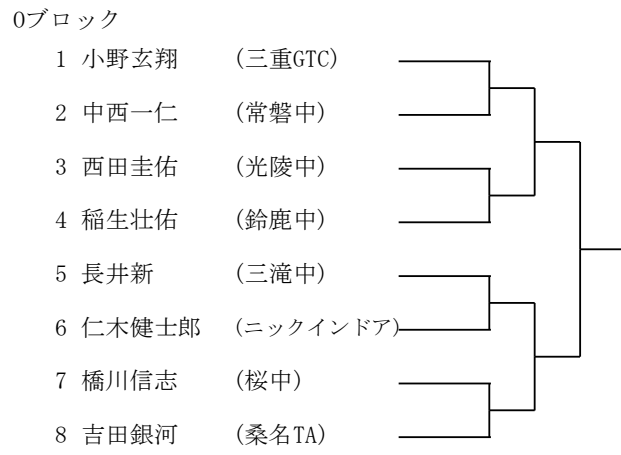 Oブロック
1 小野玄翔 (三重GTC)
2 中西一仁 (常磐中)
3 西田圭佑 (光陵中)
4 稲生壮佑 (鈴鹿中)
5 長井新 (三滝中)
6 仁木健士郎 (ニックインドア)
7 橋川信志 (桜中)
8 吉田銀河 (桑名TA)